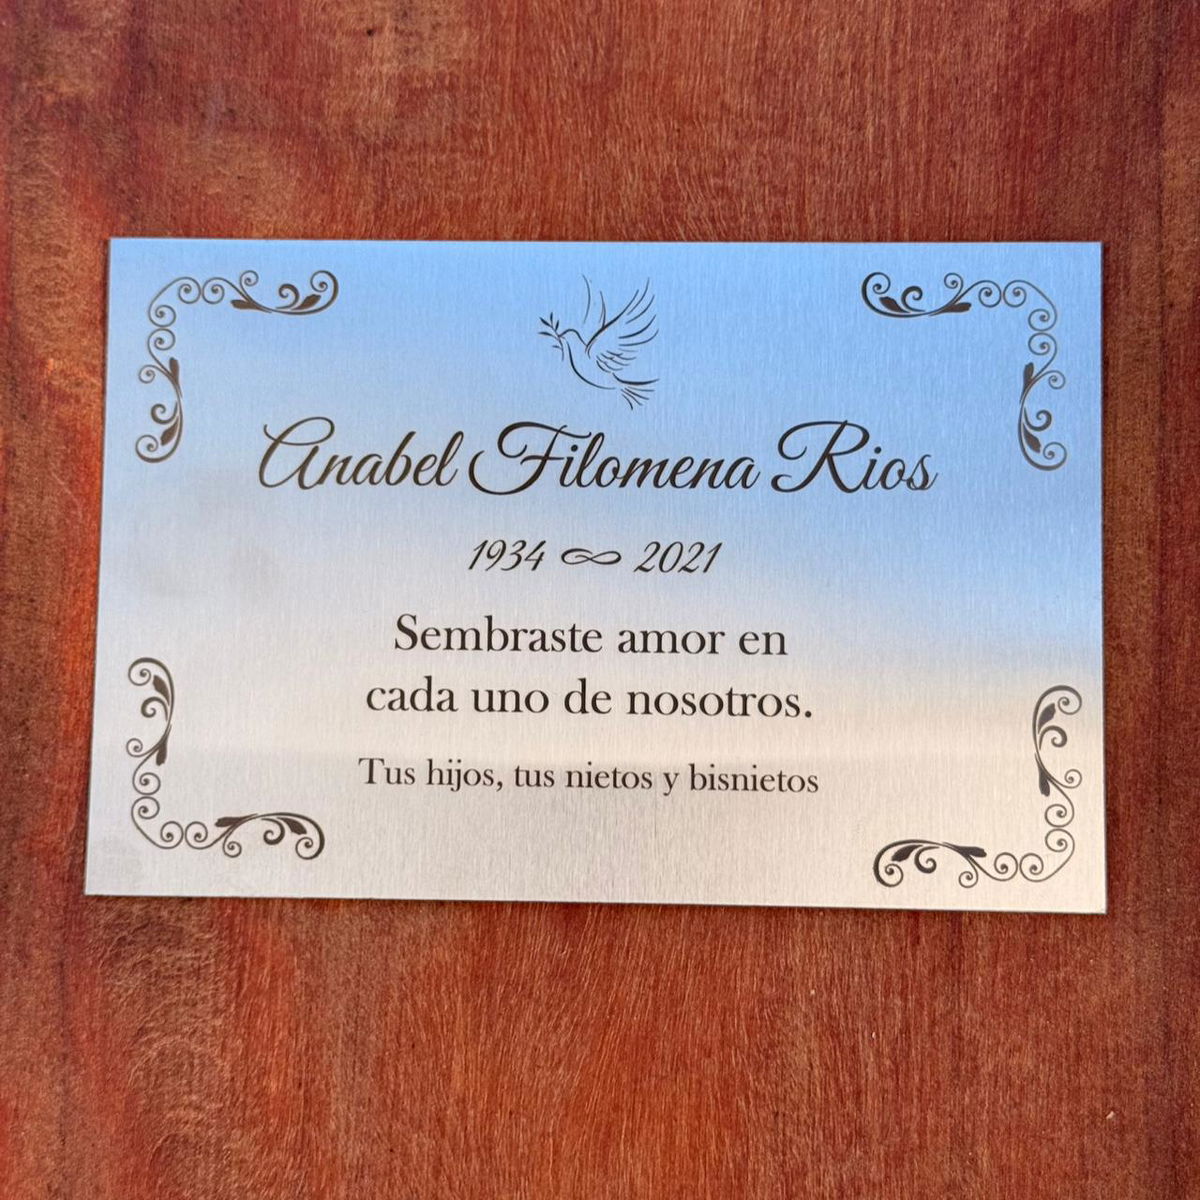 Anabel Filomena Rios
1934 ∞ 2021
Sembraste amor en
cada uno de nosotros.
Tus hijos, tus nietos y bisnietos